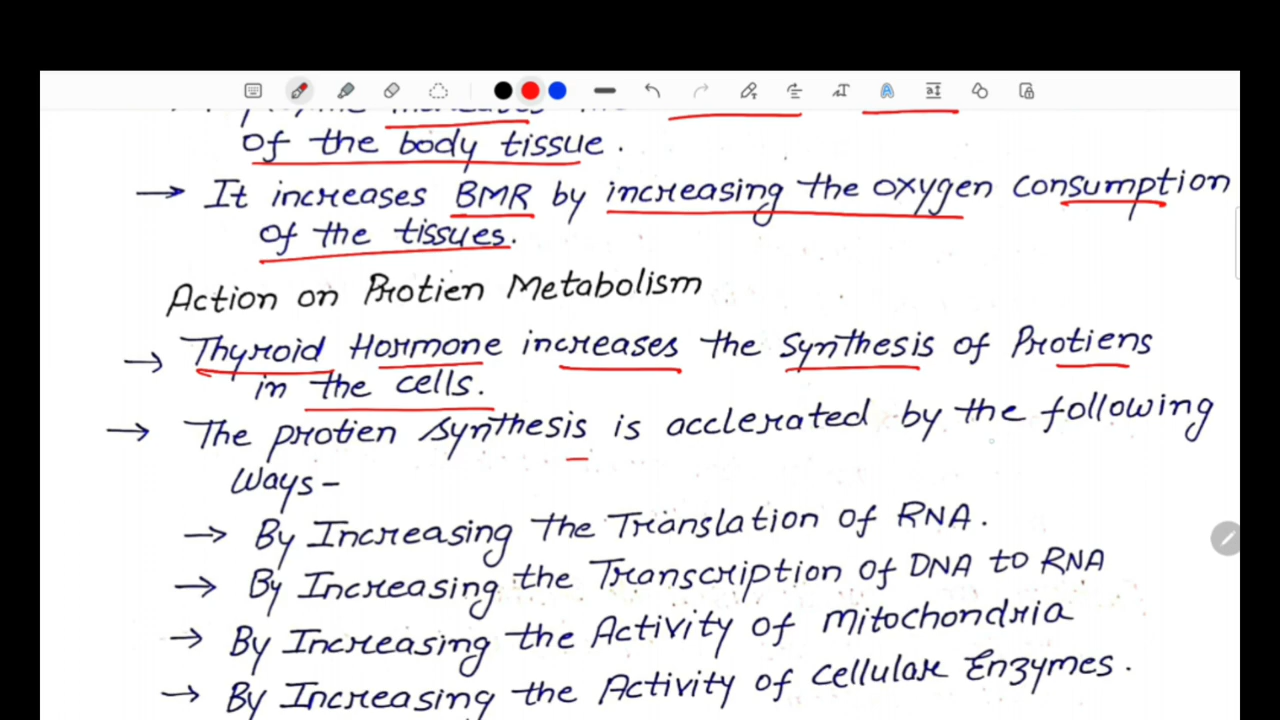 of the body tissue.
→ It increases BMR by increasing the oxygen consumption
of the tissues.
Action on Protien Metabolism
→ Thyroid Hormone increases the synthesis of Protiens
in the cells.
→ The protien synthesis is acclerated by the following
ways-
→ By Increasing the Translation of RNA.
→ By Increasing the Transcription of DNA to RNA
→ By Increasing the Activity of mitochondria
→ By Increasing the Activity of cellular Enzymes.